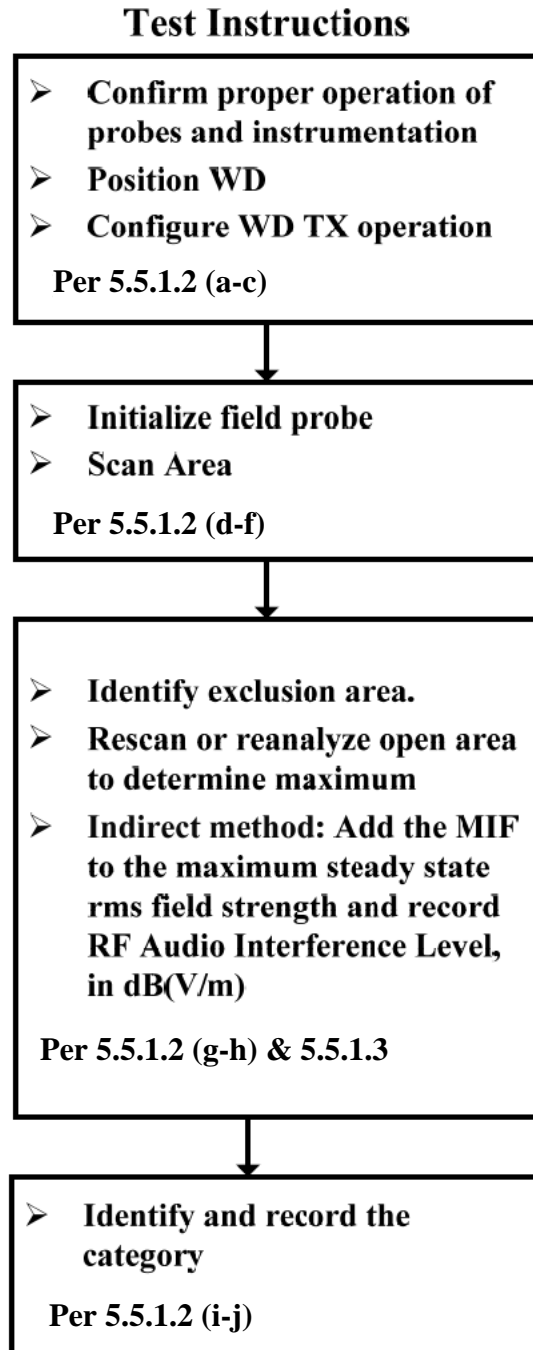 Test Instructions
➢ Confirm proper operation of
probes and instrumentation
➢ Position WD
➢ Configure WD TX operation
Per 5.5.1.2 (a-c)
➢ Initialize field probe
➢ Scan Area
Per 5.5.1.2 (d-f)
➢ Identify exclusion area.
➢ Rescan or reanalyze open area
to determine maximum
➢ Indirect method: Add the MIF
to the maximum steady state
rms field strength and record
RF Audio Interference Level,
in dB(V/m)
Per 5.5.1.2 (g-h) & 5.5.1.3
➢ Identify and record the
category
Per 5.5.1.2 (i-j)